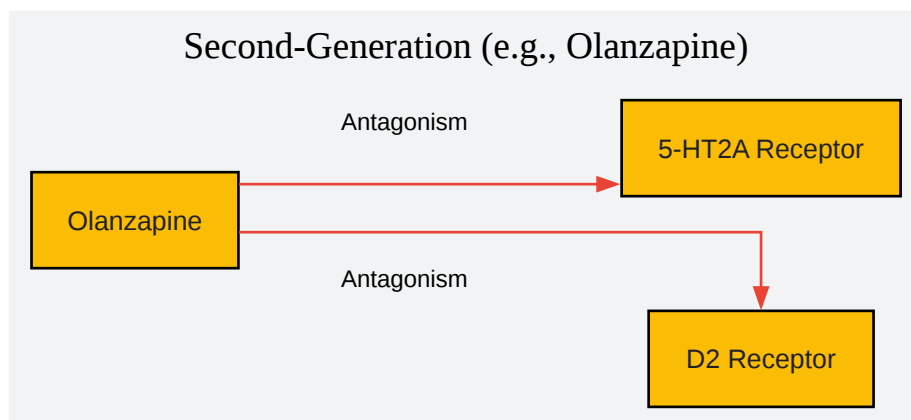 Second-Generation (e.g., Olanzapine)
Antagonism
5-HT2A Receptor
Olanzapine
Antagonism
D2 Receptor